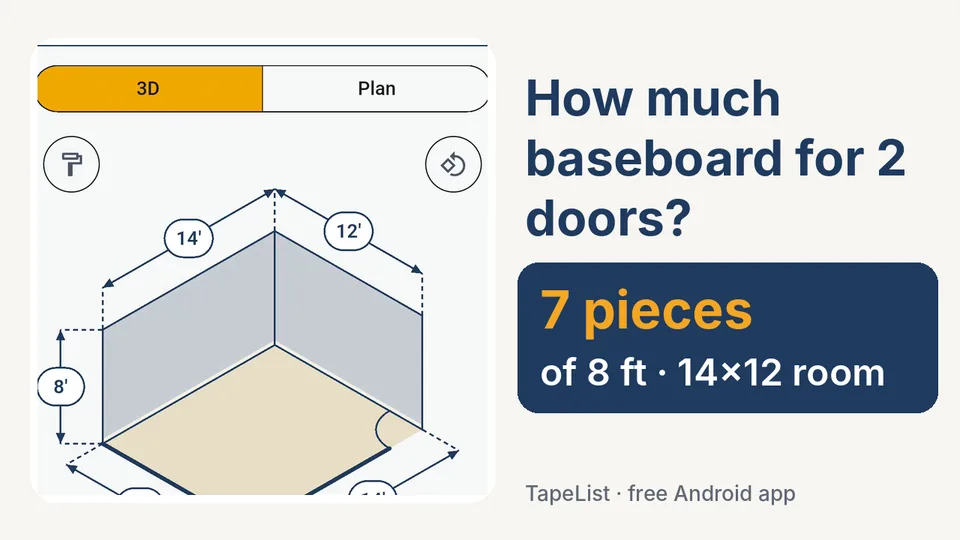 3D
Plan
14'
12'
8'
How much
baseboard for 2
doors?
7 pieces
of 8 ft · 14×12 room
TapeList · free Android app